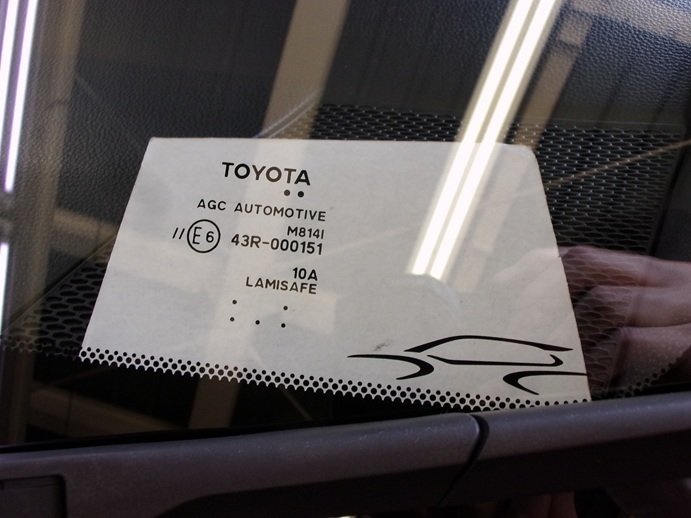 TOYOTA
AGC AUTOMOTIVE
M814I
//E6 43R-000151
10A
LAMISAFE